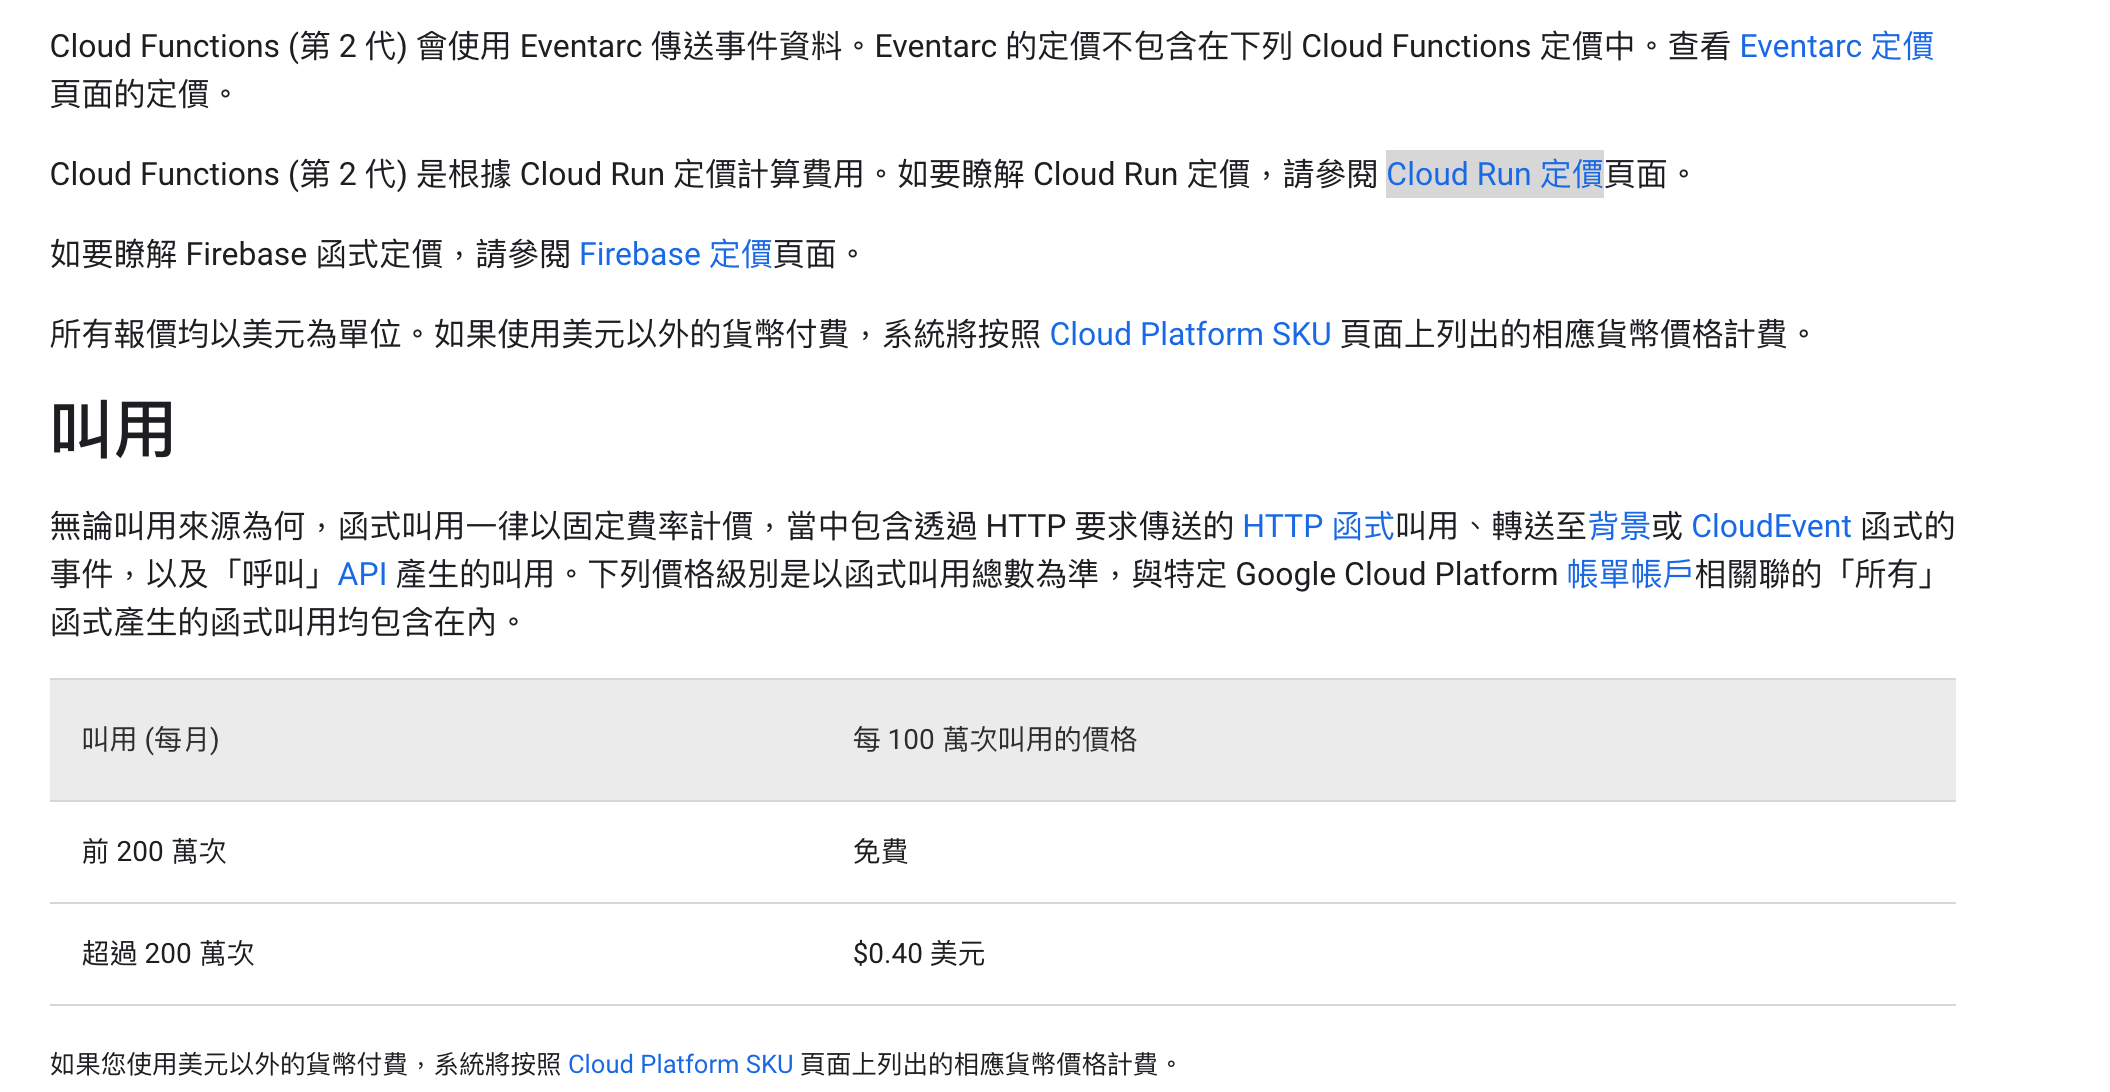 Cloud Functions (第 2 代) 會使用 Eventarc 傳送事件資料。Eventarc 的定價不包含在下列 Cloud Functions 定價中。查看 Eventarc 定價
頁面的定價。
Cloud Functions (第 2 代) 是根據 Cloud Run 定價計算費用。如要瞭解 Cloud Run 定價，請參閱 Cloud Run 定價頁面。
如要瞭解 Firebase 函式定價，請參閱 Firebase 定價頁面。
所有報價均以美元為單位。如果使用美元以外的貨幣付費，系統將按照 Cloud Platform SKU 頁面上列出的相應貨幣價格計費。
叫用
無論叫用來源為何，函式叫用一律以固定費率計價，當中包含透過 HTTP 要求傳送的 HTTP 函式叫用、轉送至背景或 CloudEvent 函式的
事件，以及「呼叫」API 產生的叫用。下列價格級別是以函式叫用總數為準，與特定 Google Cloud Platform 帳單帳戶相關聯的「所有」
函式產生的函式叫用均包含在內。
叫用 (每月) 每 100 萬次叫用的價格
前 200 萬次 免費
超過 200 萬次 $0.40 美元
如果您使用美元以外的貨幣付費，系統將按照 Cloud Platform SKU 頁面上列出的相應貨幣價格計費。